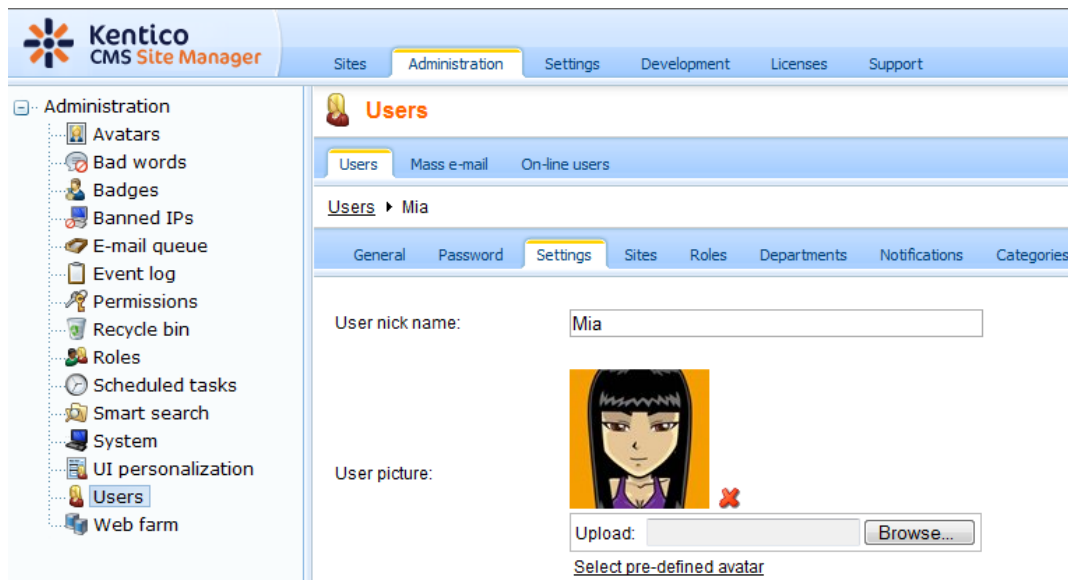 Kentico
CMS Site Manager
Sites Administration Settings Development Licenses Support
Administration
Avatars
Bad words
Badges
Banned IPs
E-mail queue
Event log
Permissions
Recycle bin
Roles
Scheduled tasks
Smart search
System
UI personalization
Users
Web farm
Users
Users Mass e-mail On-line users
Users Mia
General Password Settings Sites Roles Departments Notifications Categories
User nick name: Mia
User picture:
Upload: Browse...
Select pre-defined avatar